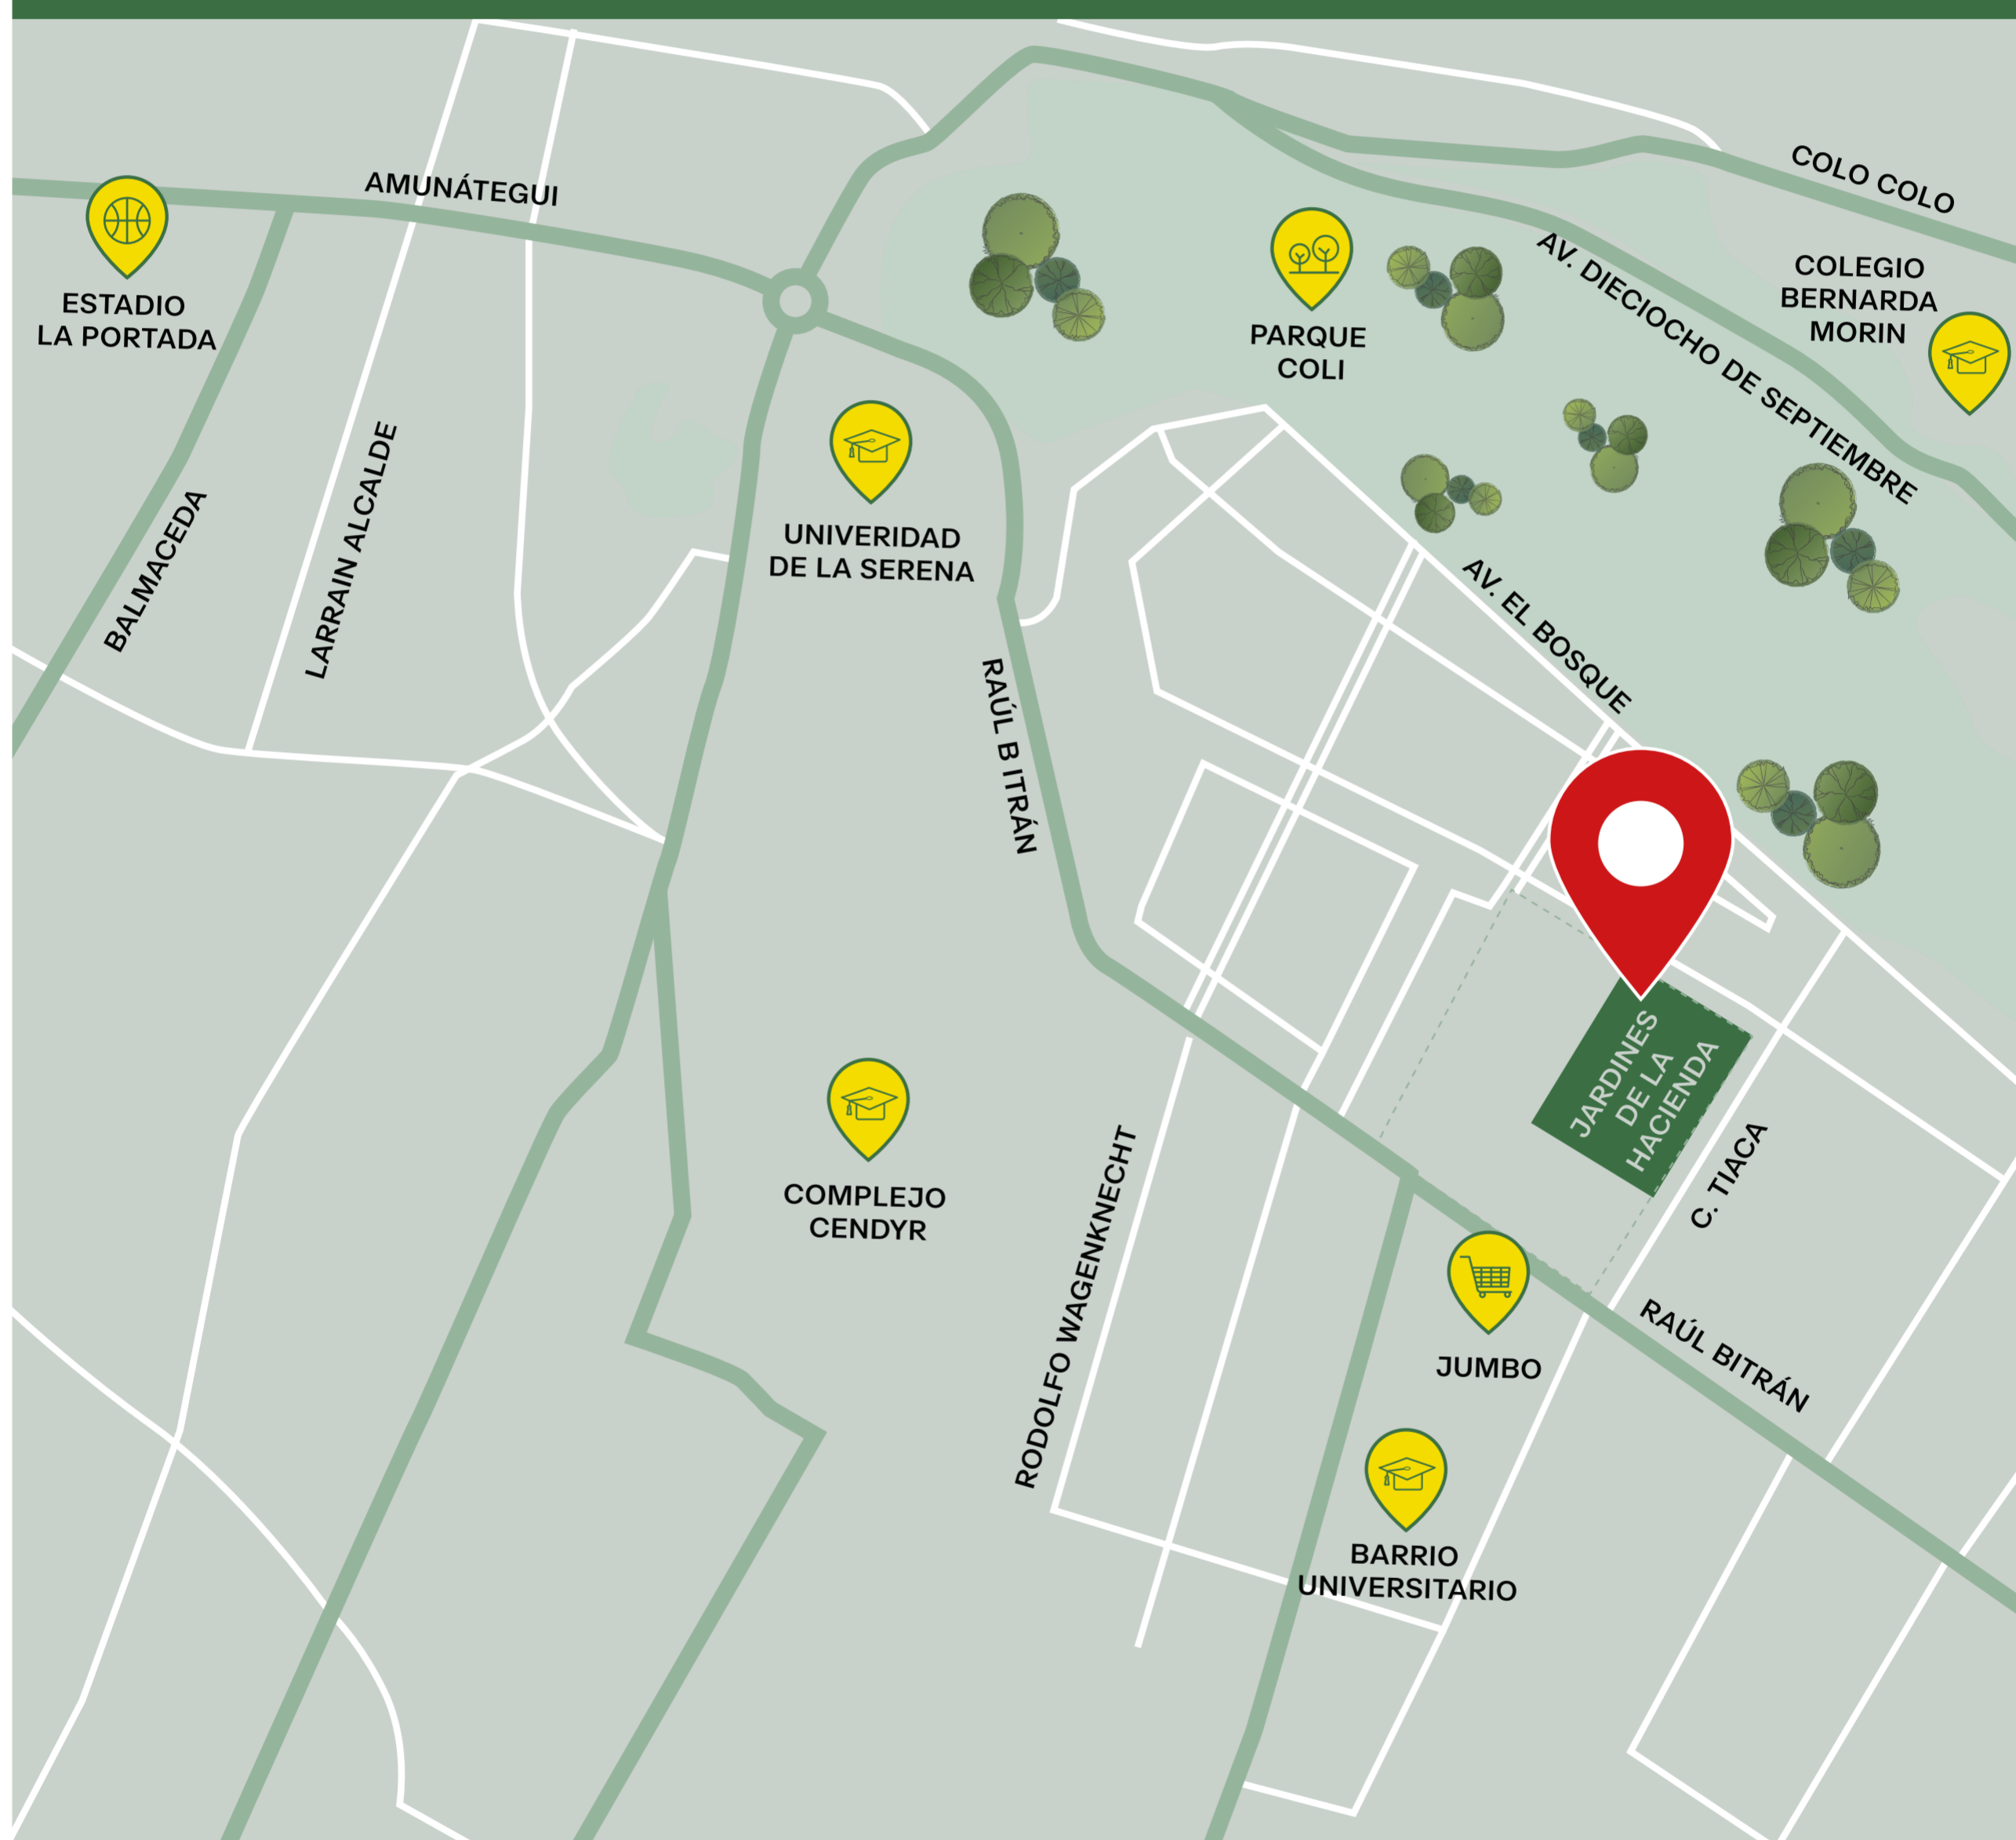 COLO COLO
AMUNÁTEGUI
AV. DIECIOCHO DE SEPTIEMBRE
COLEGIO
BERNARDA
MORIN
ESTADIO
LA PORTADA
PARQUE
COLI
BALMACEDA
LARRAIN ALCALDE
UNIVERIDAD
DE LA SERENA
AV. EL BOSQUE
RAÚL B ITRÁN
JARDINES
DE LA
HACIENDA
C. TIACA
COMPLEJO
CENDYR
RODOLFO WAGENKNECHT
JUMBO
RAÚL BITRÁN
BARRIO
UNIVERSITARIO